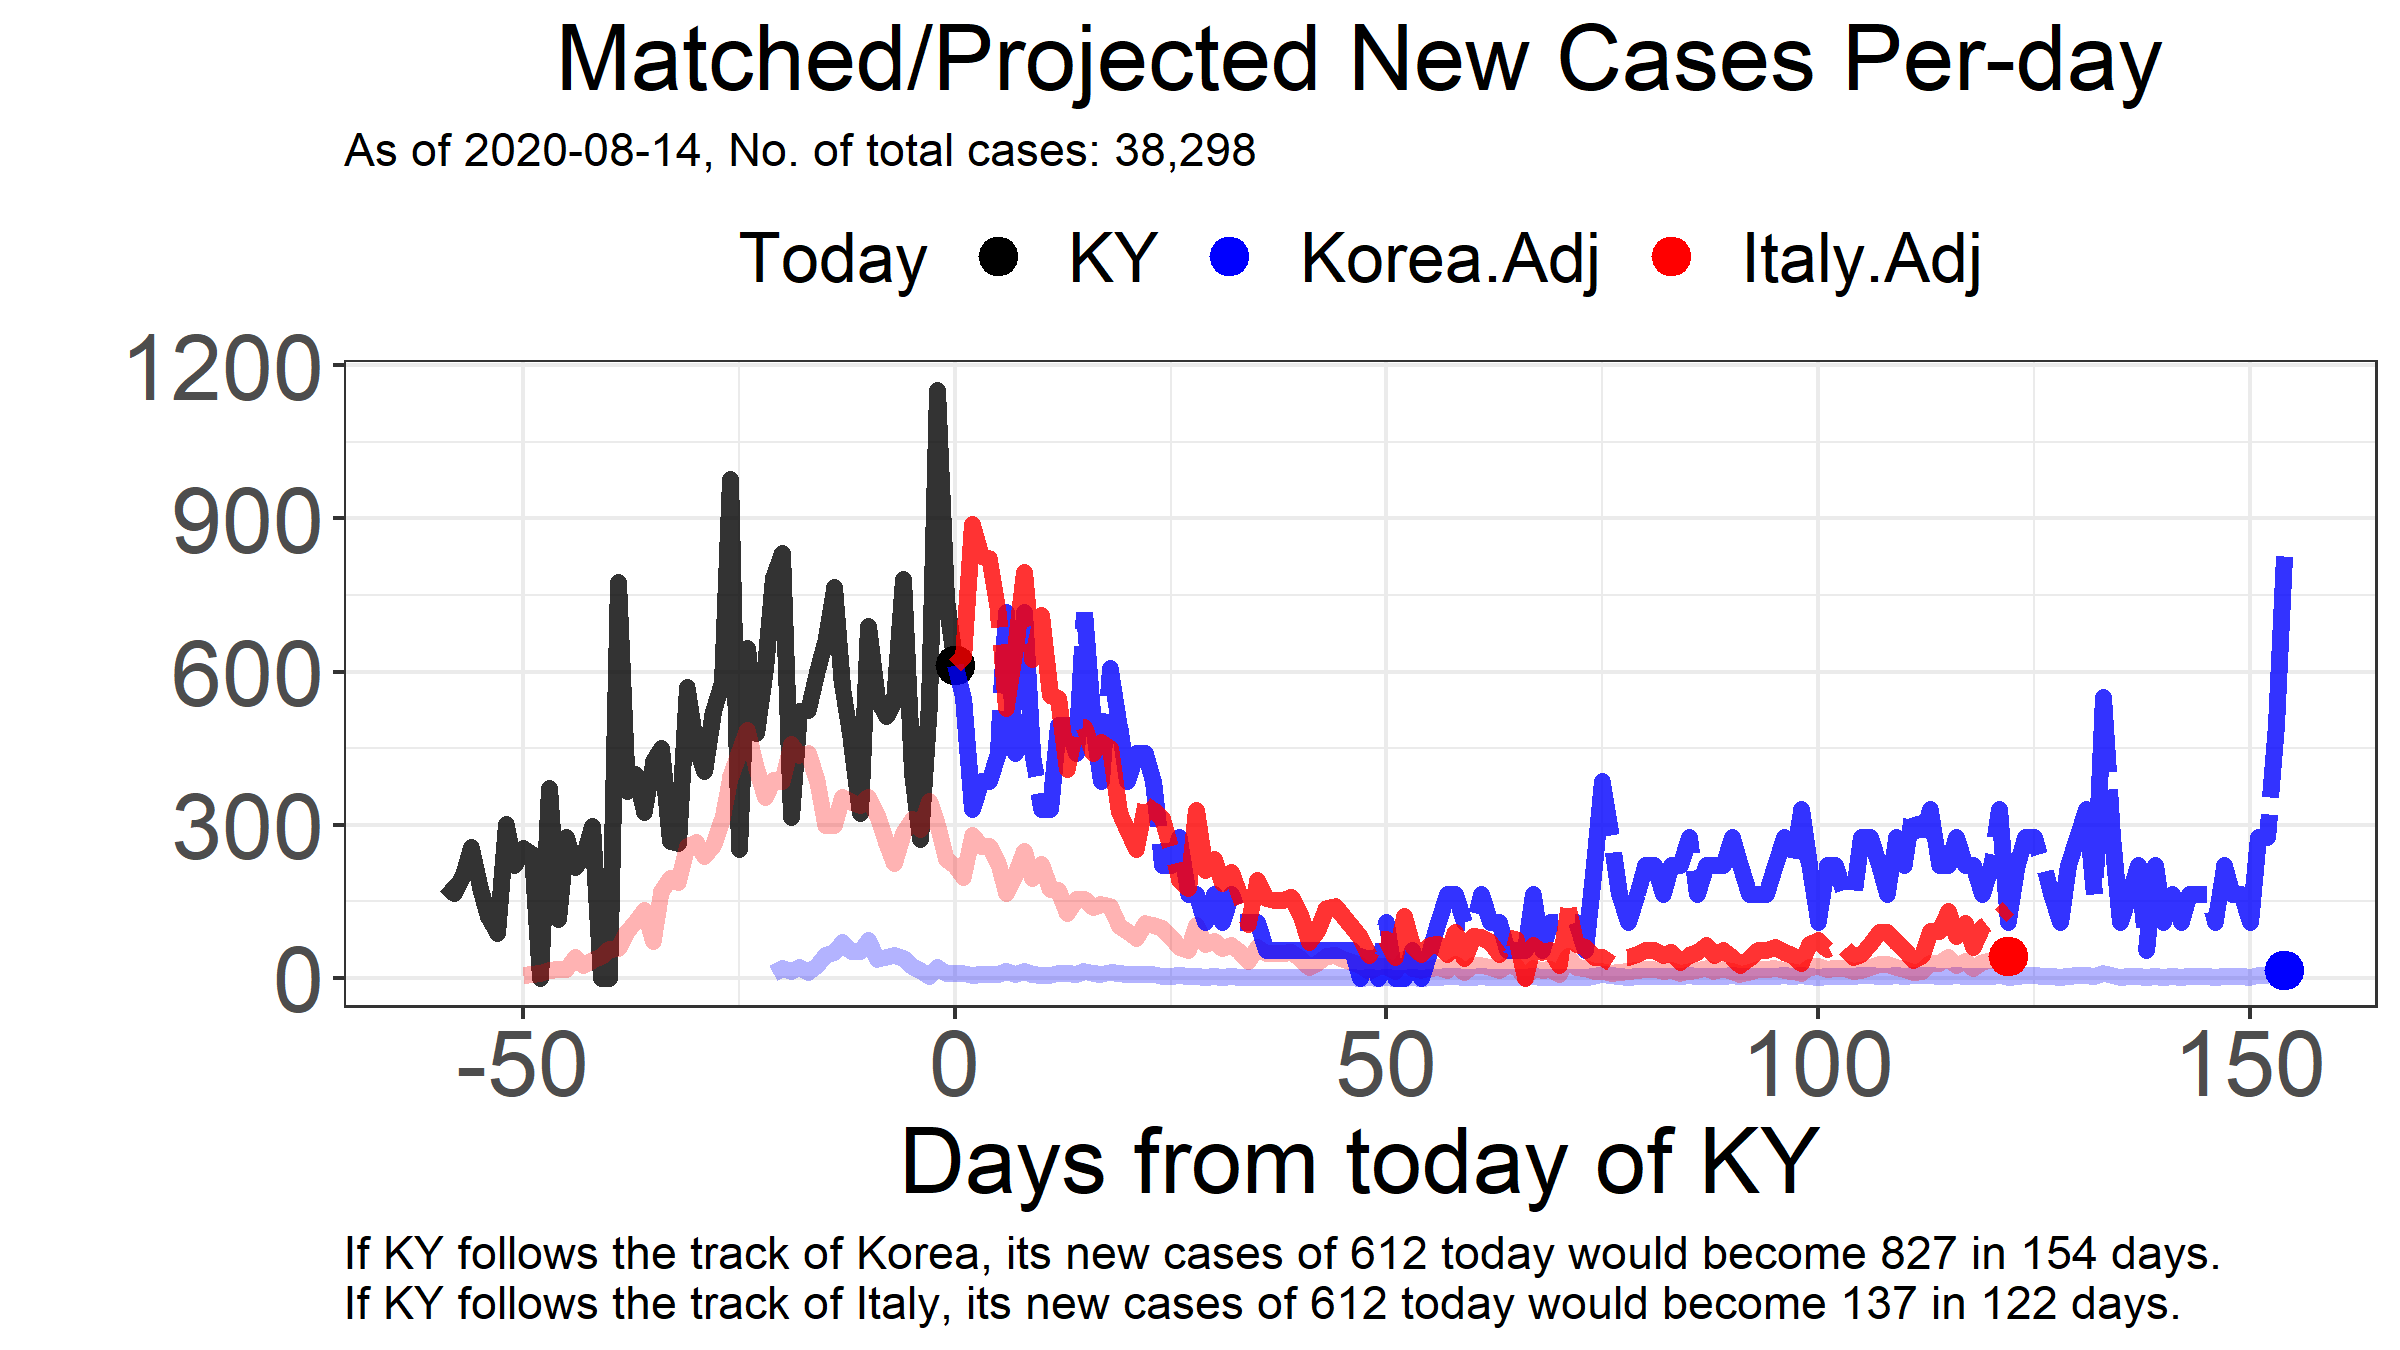 Matched/Projected New Cases Per-day
As of 2020-08-14, No. of total cases: 38,298
Today KY Korea.Adj Italy.Adj
1200
900
600
300
0
-50 0 50 100 150
Days from today of KY
If KY follows the track of Korea, its new cases of 612 today would become 827 in 154 days.
If KY follows the track of Italy, its new cases of 612 today would become 137 in 122 days.